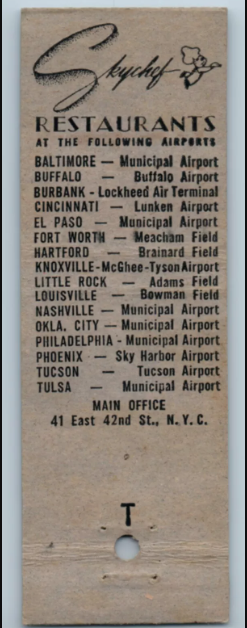 Skychef
RESTAURANTS
AT THE FOLLOWING AIRPORTS
BALTIMORE — Municipal Airport
BUFFALO — Buffalo Airport
BURBANK - Lockheed Air Terminal
CINCINNATI — Lunken Airport
EL PASO — Municipal Airport
FORT WORTH — Meacham Field
HARTFORD — Brainard Field
KNOXVILLE-McGhee-Tyson Airport
LITTLE ROCK — Adams Field
LOUISVILLE — Bowman Field
NASHVILLE — Municipal Airport
OKLA. CITY — Municipal Airport
PHILADELPHIA - Municipal Airport
PHOENIX — Sky Harbor Airport
TUCSON — Tucson Airport
TULSA — Municipal Airport
MAIN OFFICE
41 East 42nd St., N.Y.C.
T